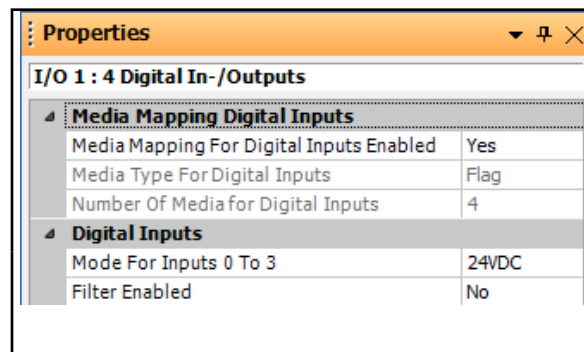 Properties
I/O 1 : 4 Digital In-/Outputs
Media Mapping Digital Inputs
Media Mapping For Digital Inputs Enabled Yes
Media Type For Digital Inputs Flag
Number Of Media for Digital Inputs 4
Digital Inputs
Mode For Inputs 0 To 3 24VDC
Filter Enabled No